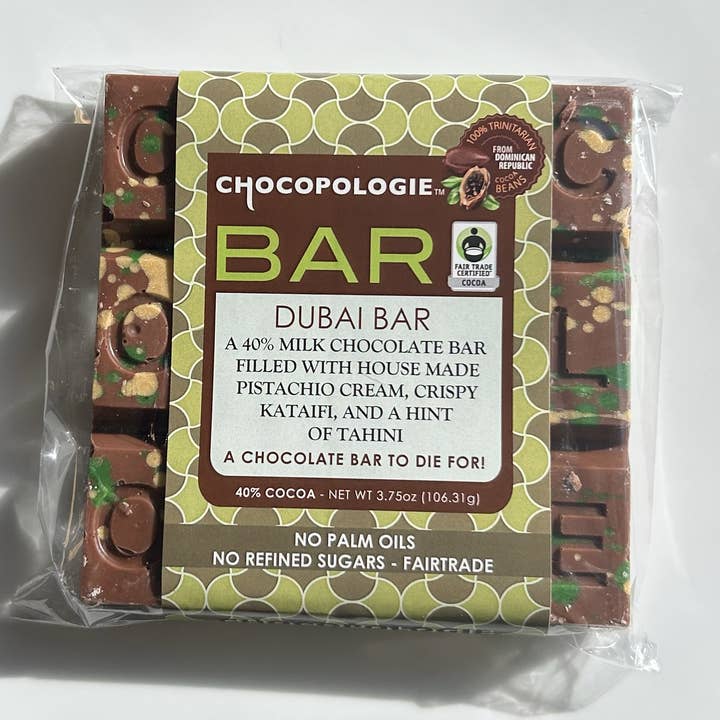 100% TRINITARIAN
FROM
DOMINICAN
REPUBLIC
COCOA
BEANS
CHOCOPOLOGIE™
BAR
FAIR TRADE
CERTIFIED
COCOA
DUBAI BAR
A 40% MILK CHOCOLATE BAR
FILLED WITH HOUSE MADE
PISTACHIO CREAM, CRISPY
KATAIFI, AND A HINT
OF TAHINI
A CHOCOLATE BAR TO DIE FOR!
40% COCOA - NET WT 3.75oz (106.31g)
NO PALM OILS
NO REFINED SUGARS - FAIRTRADE
C
C
O
L